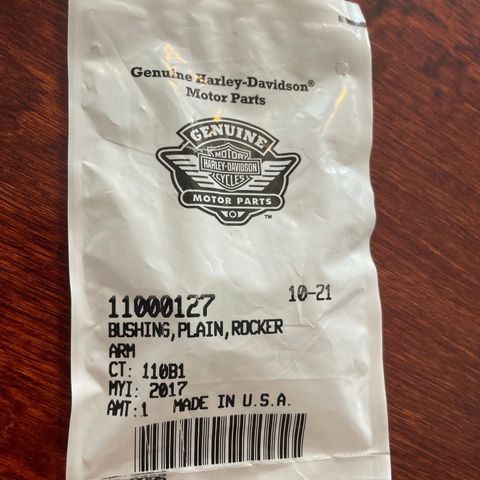 Genuine Harley-Davidson®
Motor Parts
GENUINE
MOTOR
HARLEY-DAVIDSON
CYCLES
MOTOR PARTS
™
11000127 10-21
BUSHING,PLAIN,ROCKER
ARM
CT: 110B1
MYI: 2017
AMT:1 MADE IN U.S.A.